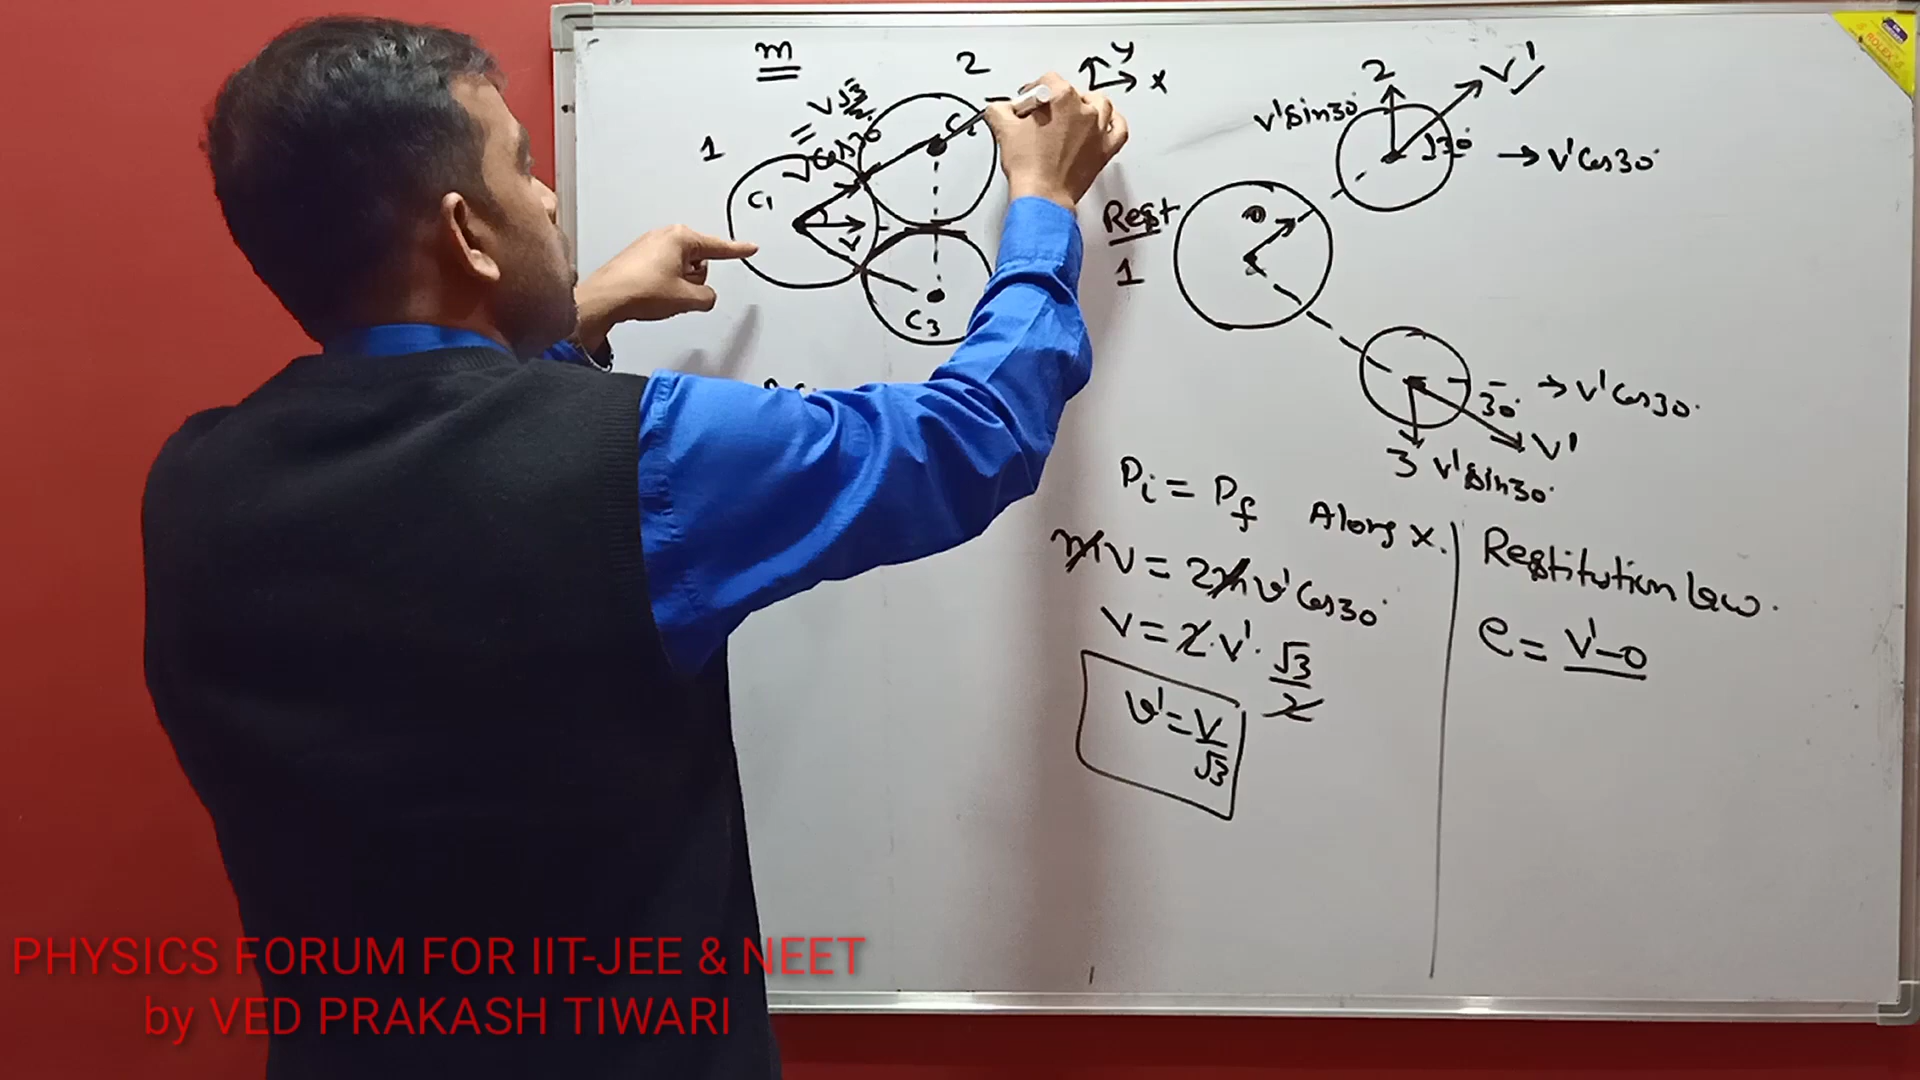 m
2
y
x
1
= V√3/2
V Cos30
C1
C2
V
C3
2
V'
V'sin30°
30°
→ V'Cos30°
Rest
1
0
30°
→ V'Cos30°
V'
3 V'sin30°
Pi = Pf Along x.
mV = 2mv'Cos30°
V = 2.V'.√3/2
v' = V/√3
Restitution law.
e = V'-0
PHYSICS FORUM FOR IIT-JEE & NEET
by VED PRAKASH TIWARI